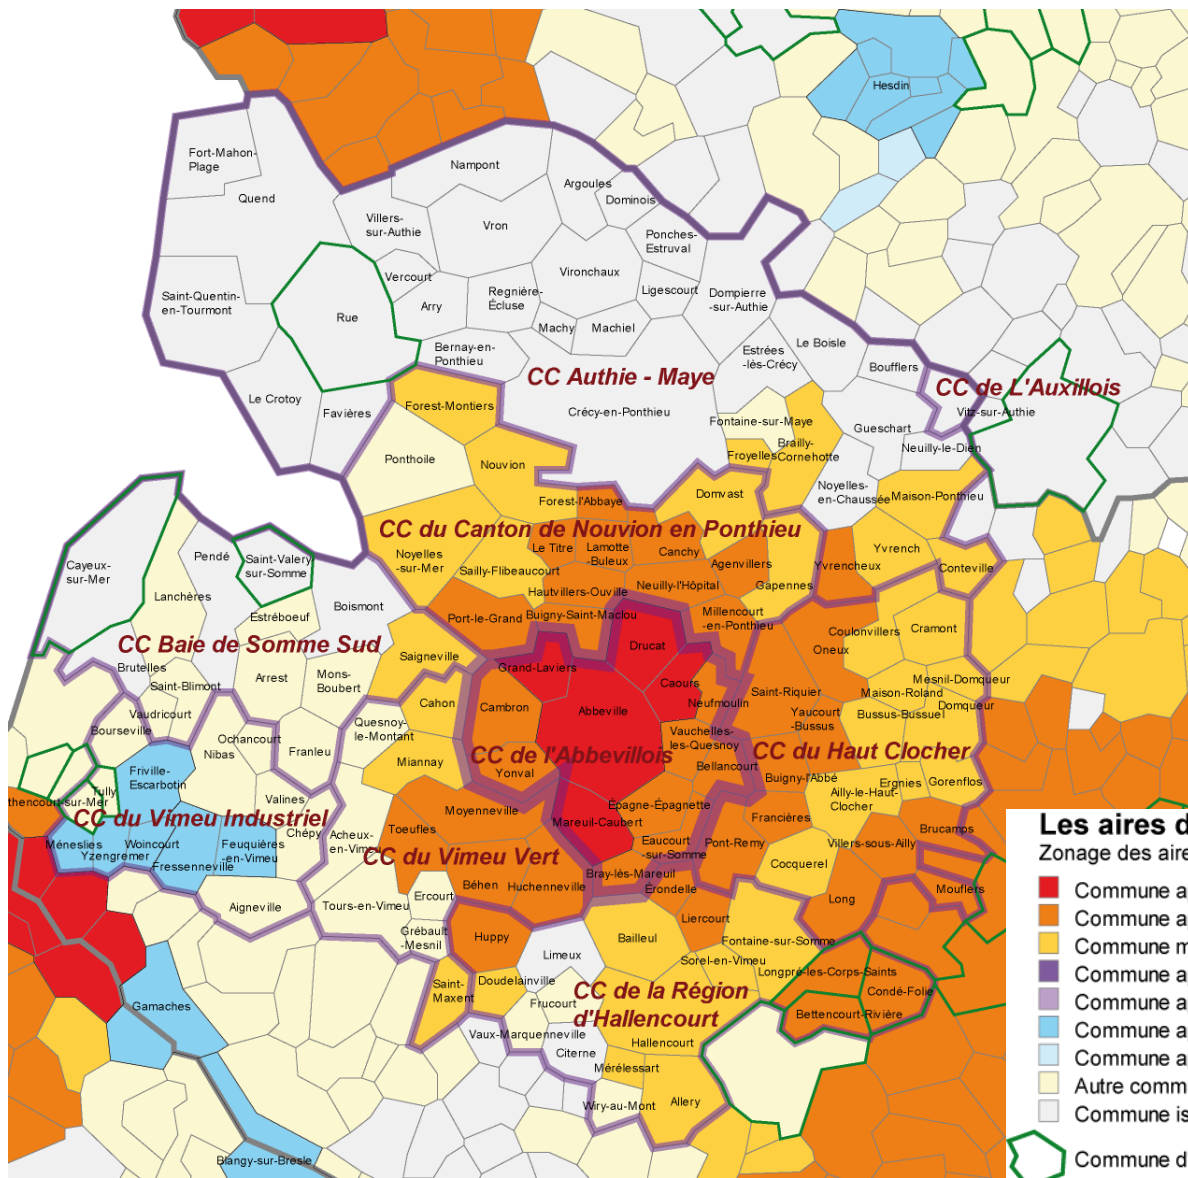 Hesdin
Fort-Mahon-
Plage
Nampont
Argoules
Dominois
Quend
Villers-
sur-Authie
Vron
Ponches-
Estruval
Vercourt
Vironchaux
Saint-Quentin-
en-Tourmont
Rue
Arry
Regnière-
Écluse
Ligescourt
Dompierre
-sur-Authie
Machy
Machiel
Bernay-en-
Ponthieu
Estrées
-lès-Crécy
Le Boisle
Boufflers
CC Authie - Maye
CC de L'Auxillois
Le Crotoy
Favières
Forest-Montiers
Crécy-en-Ponthieu
Vitz-sur-Authie
Fontaine-sur-Maye
Gueschart
Ponthoile
Nouvion
Froyelles
Brailly-
Cornehotte
Neuilly-le-Dien
Noyelles-
en-Chaussée
Maison-Ponthieu
Forest-l'Abbaye
Domvast
CC du Canton de Nouvion en Ponthieu
Cayeux-
sur-Mer
Pendé
Saint-Valery
-sur-Somme
Noyelles
-sur-Mer
Le Titre
Lamotte
-Buleux
Canchy
Agenvillers
Yvrench
Yvrencheux
Conteville
Sailly-Flibeaucourt
Lanchères
Boismont
Hautvillers-Ouville
Neuilly-l'Hôpital
Gapennes
Estréboeuf
Port-le-Grand
Buigny-Saint-Maclou
Millencourt
-en-Ponthieu
Coulonvillers
Cramont
CC Baie de Somme Sud
Drucat
Oneux
Brutelles
Saigneville
Grand-Laviers
Arrest
Mons-
Boubert
Saint-Blimont
Caours
Saint-Riquier
Maison-Roland
Mesnil-Domqueur
Cahon
Cambron
Abbeville
Neufmoulin
Domqueur
Vaudricourt
Bourseville
Quesnoy-
le-Montant
Yaucourt
-Bussus
Bussus-Bussuel
Ochancourt
Nibas
Franleu
Vauchelles-
les-Quesnoy
CC de l'Abbevillois
CC du Haut Clocher
Miannay
Bellancourt
Friville-
Escarbotin
Yonval
Buigny-l'Abbé
Ergnies
Gorenflos
Tully
Valines
Ailly-le-Haut-
Clocher
thencourt-sur-Mer
Moyenneville
Épagne-Épagnette
CC du Vimeu Industriel
Mareuil-Caubert
Francières
Toeufles
Chépy
Acheux-
en-Vimeu
Brucamps
Méneslies
Woincourt
Feuquières
-en-Vimeu
Eaucourt
-sur-Somme
Pont-Remy
Villers-sous-Ailly
Yzengremer
CC du Vimeu Vert
Fressenneville
Cocquerel
Bray-lès-Mareuil
Béhen
Huchenneville
Érondelle
Mouflers
Ercourt
Long
Aigneville
Tours-en-Vimeu
Liercourt
Grébault
-Mesnil
Huppy
Bailleul
Fontaine-sur-Somme
Limeux
Sorel-en-Vimeu
Longpré-les-Corps-Saints
Saint-
Maxent
Doudelainville
CC de la Région
d'Hallencourt
Condé-Folie
Gamaches
Frucourt
Bettencourt-Rivière
Vaux-Marquenneville
Hallencourt
Citerne
Mérélessart
Wiry-au-Mont
Allery
Blangy-sur-Bresle
Les aires d
Zonage des aire
Commune a
Commune a
Commune m
Commune a
Commune a
Commune a
Commune a
Autre comm
Commune is
Commune d